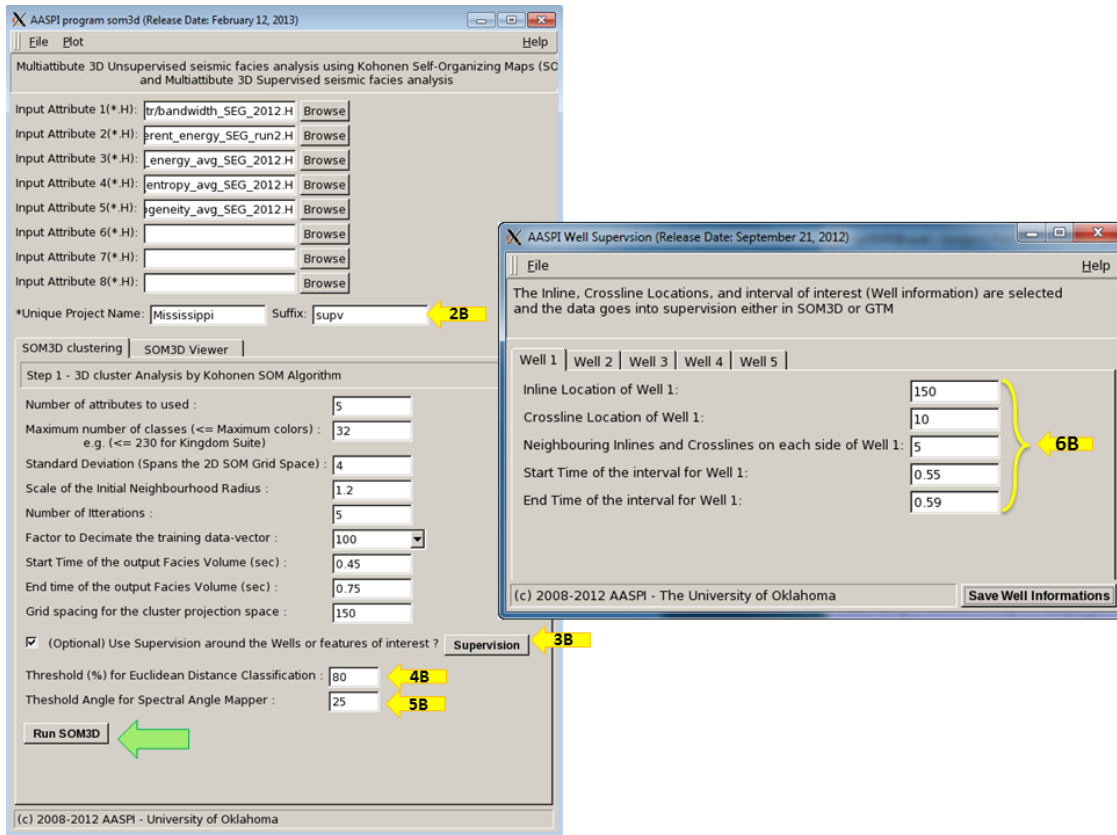 AASPI program som3d (Release Date: February 12, 2013)
File Plot Help
Multiattibute 3D Unsupervised seismic facies analysis using Kohonen Self-Organizing Maps (SO
and Multiattibute 3D Supervised seismic facies analysis
Input Attribute 1(*.H): tr/bandwidth_SEG_2012.H Browse
Input Attribute 2(*.H): erent_energy_SEG_run2.H Browse
Input Attribute 3(*.H): _energy_avg_SEG_2012.H Browse
Input Attribute 4(*.H): entropy_avg_SEG_2012.H Browse
Input Attribute 5(*.H): ogeneity_avg_SEG_2012.H Browse
Input Attribute 6(*.H): Browse
Input Attribute 7(*.H): Browse
Input Attribute 8(*.H): Browse
*Unique Project Name: Mississippi Suffix: supv 2B
SOM3D clustering SOM3D Viewer
Step 1 - 3D cluster Analysis by Kohonen SOM Algorithm
Number of attributes to used : 5
Maximum number of classes (<= Maximum colors) : 32
e.g. (<= 230 for Kingdom Suite)
Standard Deviation (Spans the 2D SOM Grid Space) : 4
Scale of the Initial Neighbourhood Radius : 1.2
Number of Itterations : 5
Factor to Decimate the training data-vector : 100
Start Time of the output Facies Volume (sec) : 0.45
End time of the output Facies Volume (sec) : 0.75
Grid spacing for the cluster projection space : 150
(Optional) Use Supervision around the Wells or features of interest ? Supervision 3B
Threshold (%) for Euclidean Distance Classification : 80 4B
Theshold Angle for Spectral Angle Mapper : 25 5B
Run SOM3D
(c) 2008-2012 AASPI - University of Oklahoma
AASPI Well Supervsion (Release Date: September 21, 2012)
File Help
The Inline, Crossline Locations, and interval of interest (Well information) are selected
and the data goes into supervision either in SOM3D or GTM
Well 1 Well 2 Well 3 Well 4 Well 5
Inline Location of Well 1: 150
Crossline Location of Well 1: 10
Neighbouring Inlines and Crosslines on each side of Well 1: 5 6B
Start Time of the interval for Well 1: 0.55
End Time of the interval for Well 1: 0.59
(c) 2008-2012 AASPI - The University of Oklahoma Save Well Informations